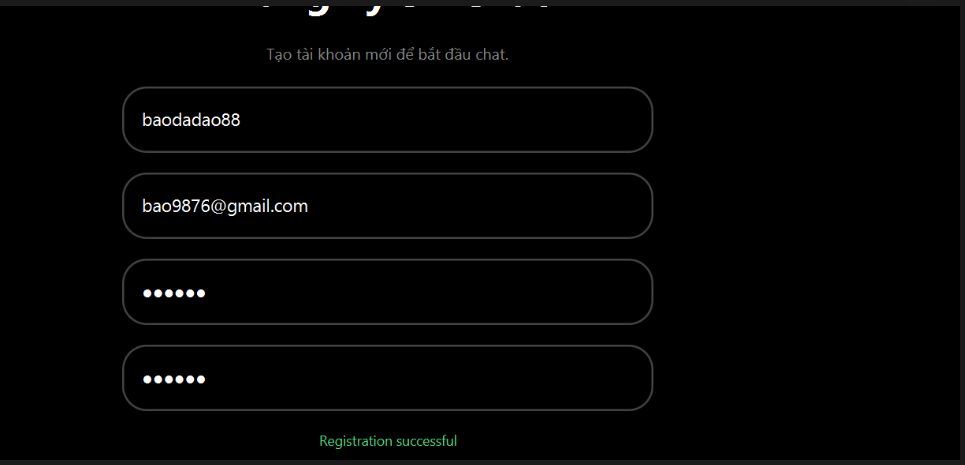 Tạo tài khoản mới để bắt đầu chat.
baodadao88
bao9876@gmail.com
••••••
••••••
Registration successful